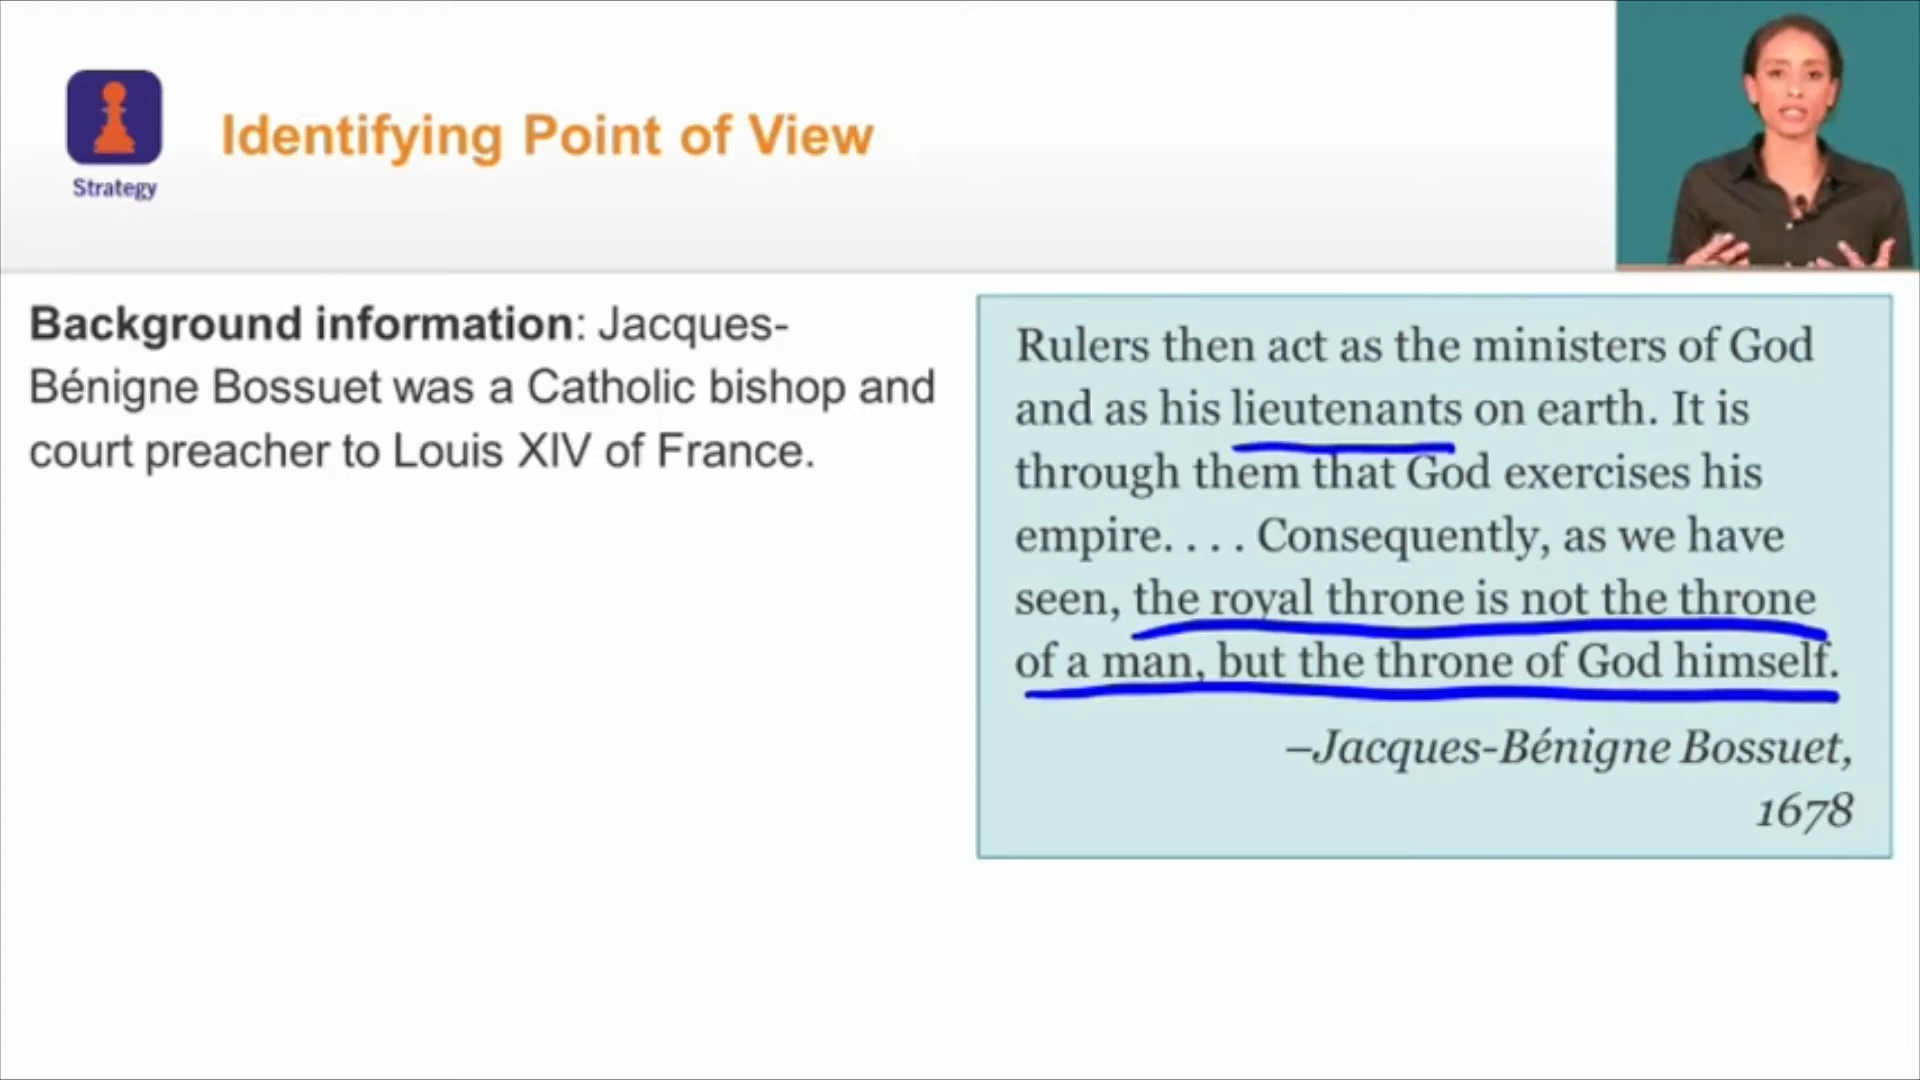 Strategy
Identifying Point of View
Background information: Jacques-
Bénigne Bossuet was a Catholic bishop and
court preacher to Louis XIV of France.
Rulers then act as the ministers of God
and as his lieutenants on earth. It is
through them that God exercises his
empire. . . . Consequently, as we have
seen, the royal throne is not the throne
of a man, but the throne of God himself.
–Jacques-Bénigne Bossuet,
1678